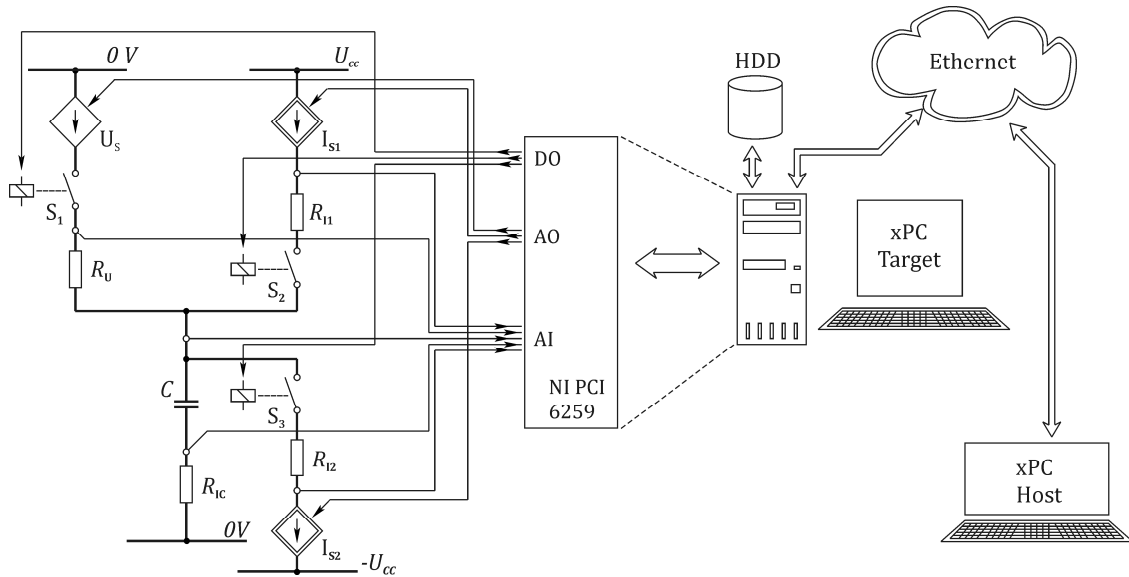 0 V
U_cc
HDD
Ethernet
U_S
I_S1
DO
S_1
R_I1
AO
xPC
Target
R_U
S_2
AI
C
S_3
NI PCI
6259
R_I2
R_IC
xPC
Host
0V
I_S2
-U_cc